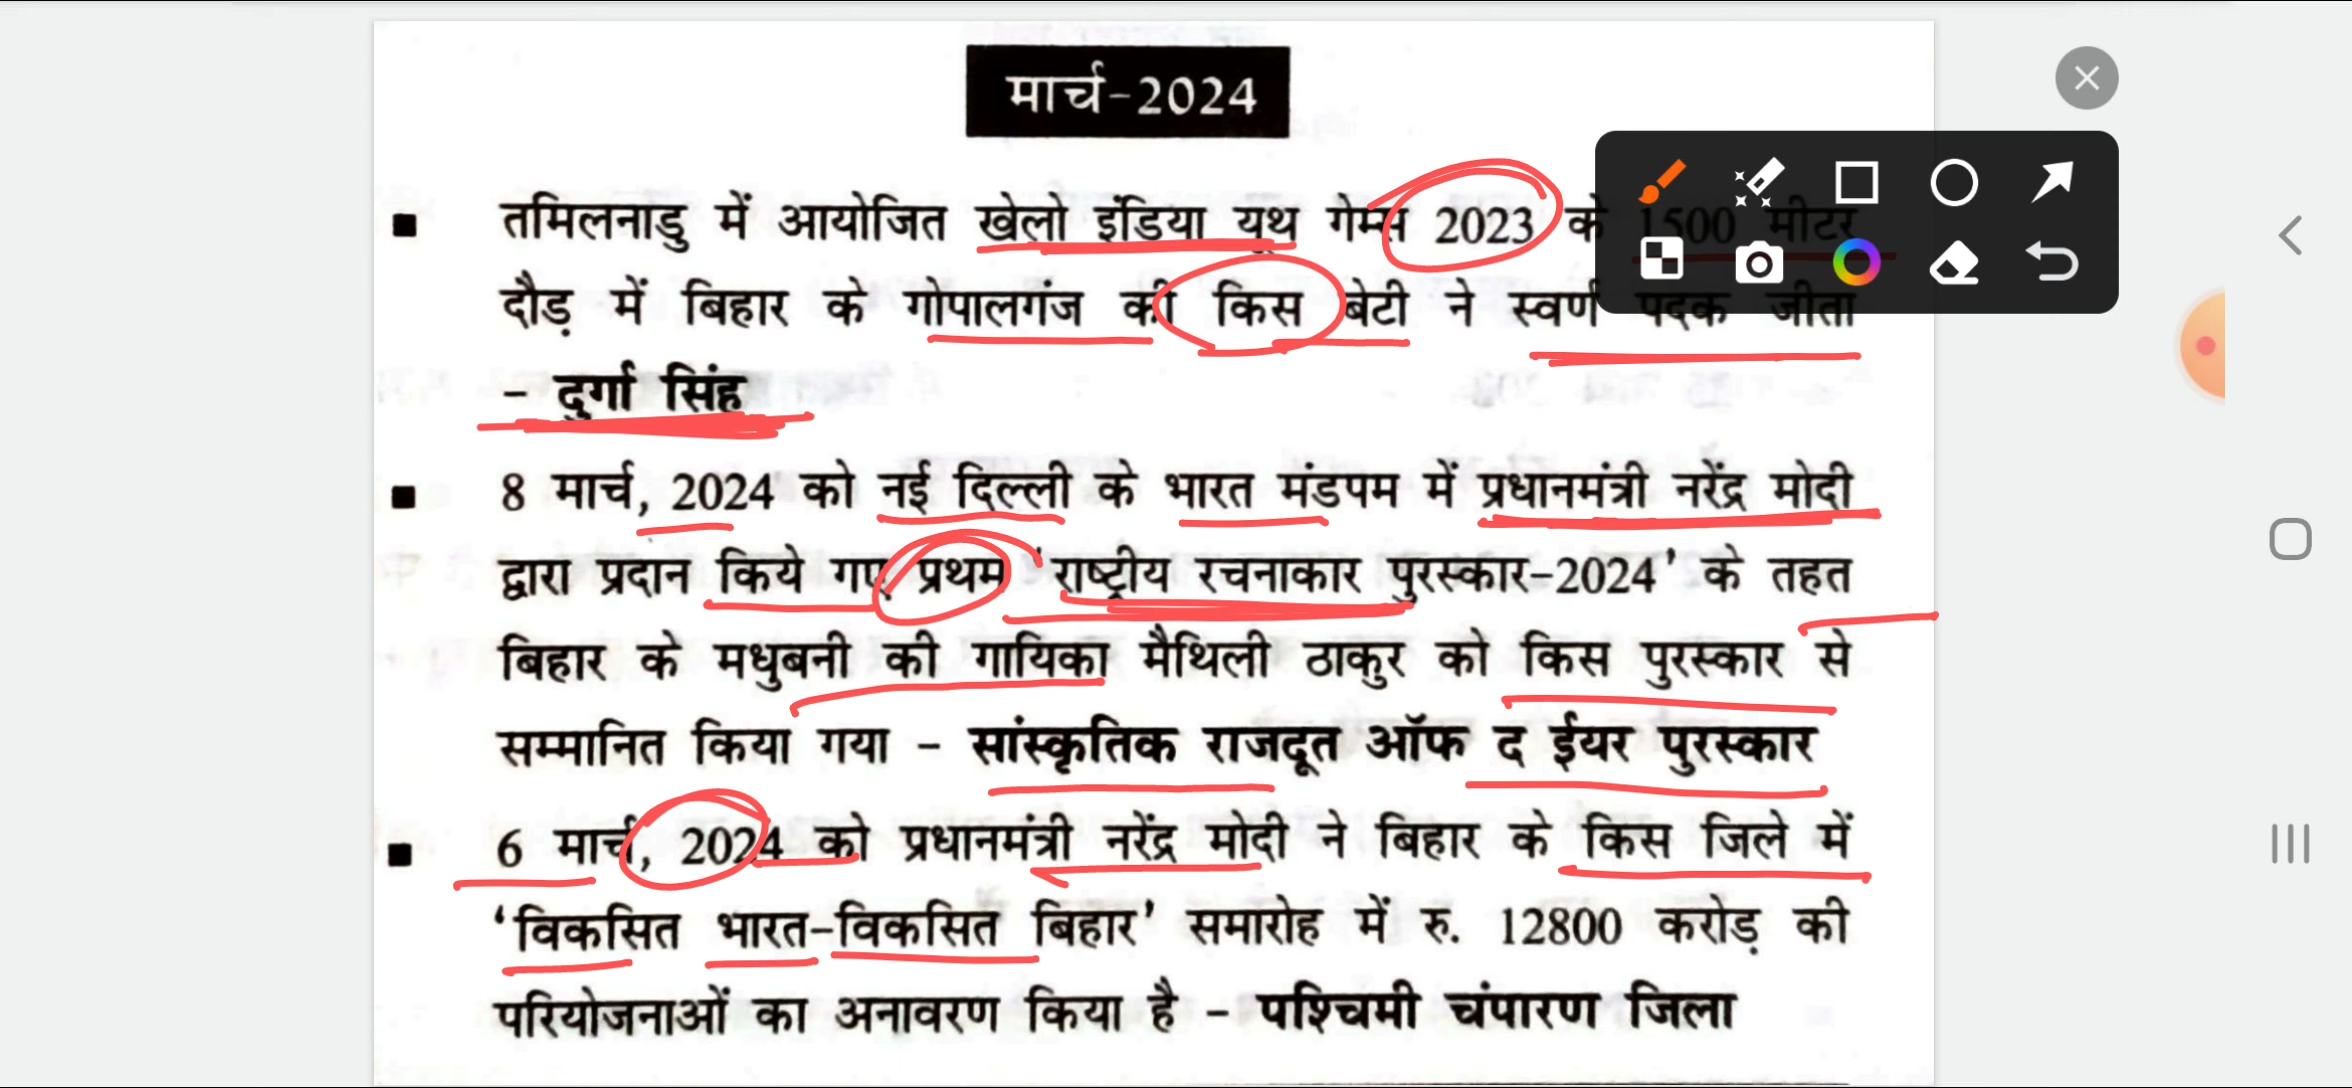 मार्च-2024
■ तमिलनाडु में आयोजित खेलो इंडिया यूथ गेम्स 2023 के 1500 मीटर
दौड़ में बिहार के गोपालगंज की किस बेटी ने स्वर्ण पदक जीता
- दुर्गा सिंह
■ 8 मार्च, 2024 को नई दिल्ली के भारत मंडपम में प्रधानमंत्री नरेंद्र मोदी
द्वारा प्रदान किये गए प्रथम 'राष्ट्रीय रचनाकार पुरस्कार-2024' के तहत
बिहार के मधुबनी की गायिका मैथिली ठाकुर को किस पुरस्कार से
सम्मानित किया गया - सांस्कृतिक राजदूत ऑफ द ईयर पुरस्कार
■ 6 मार्च, 2024 को प्रधानमंत्री नरेंद्र मोदी ने बिहार के किस जिले में
'विकसित भारत-विकसित बिहार' समारोह में रु. 12800 करोड़ की
परियोजनाओं का अनावरण किया है - पश्चिमी चंपारण जिला